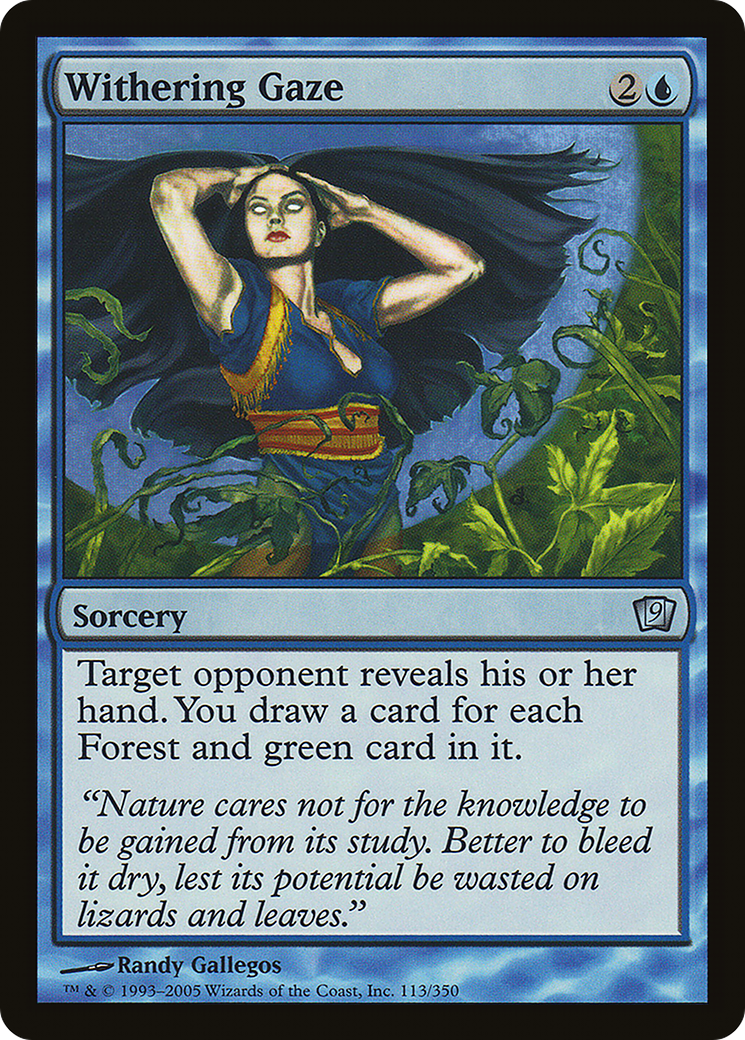 Withering Gaze
2
Sorcery
9
Target opponent reveals his or her
hand. You draw a card for each
Forest and green card in it.
“Nature cares not for the knowledge to
be gained from its study. Better to bleed
it dry, lest its potential be wasted on
lizards and leaves.”
Randy Gallegos
™ & © 1993–2005 Wizards of the Coast, Inc. 113/350